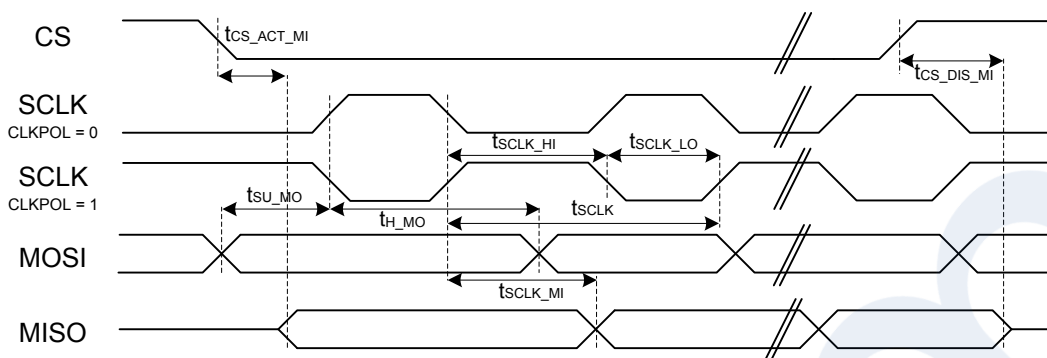 CS
tCS_ACT_MI
tCS_DIS_MI
SCLK
CLKPOL = 0
tSCLK_HI
tSCLK_LO
SCLK
CLKPOL = 1
tSU_MO
tH_MO
tSCLK
MOSI
tSCLK_MI
MISO